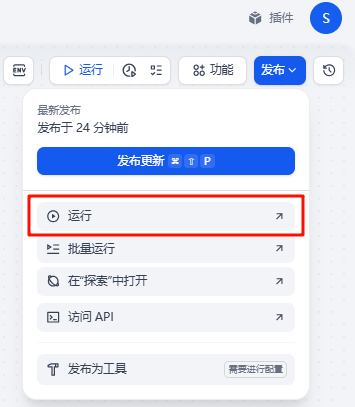 插件
S
ENV
运行
功能
发布
最新发布
发布于 24 分钟前
发布更新 ⌘ ⇧ P
运行
批量运行
在“探索”中打开
访问 API
发布为工具
需要进行配置